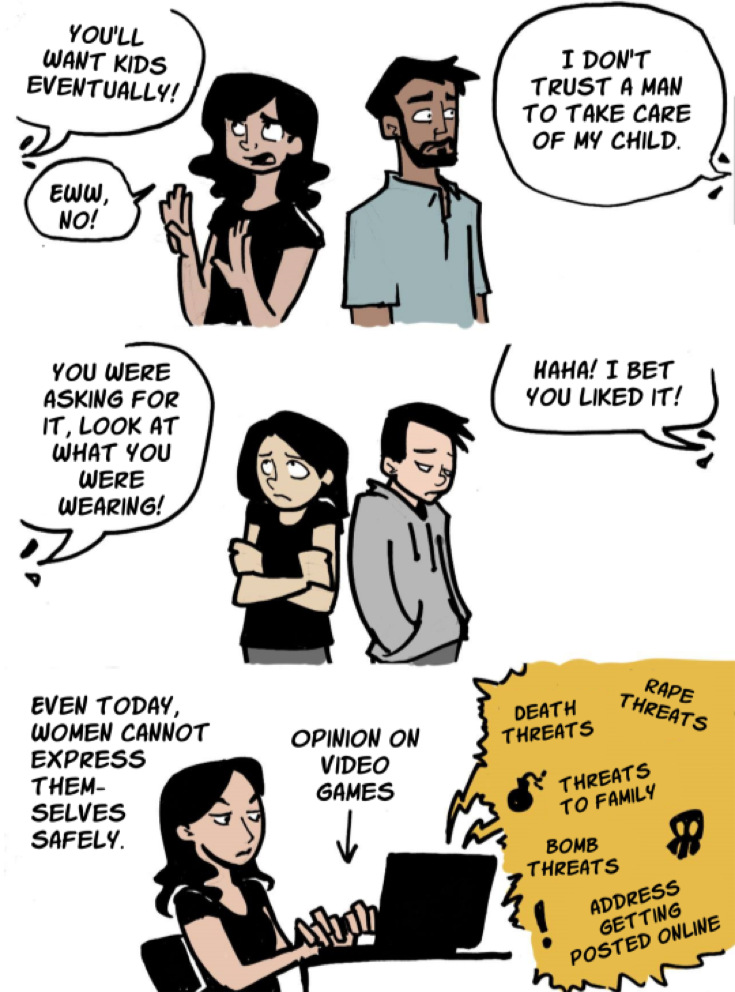 YOU'LL
WANT KIDS
EVENTUALLY!
EWW,
NO!
I DON'T
TRUST A MAN
TO TAKE CARE
OF MY CHILD.
YOU WERE
ASKING FOR
IT, LOOK AT
WHAT YOU
WERE
WEARING!
HAHA! I BET
YOU LIKED IT!
EVEN TODAY,
WOMEN CANNOT
EXPRESS
THEM-
SELVES
SAFELY.
OPINION ON
VIDEO
GAMES
DEATH
THREATS
RAPE
THREATS
THREATS
TO FAMILY
BOMB
THREATS
!
ADDRESS
GETTING
POSTED ONLINE